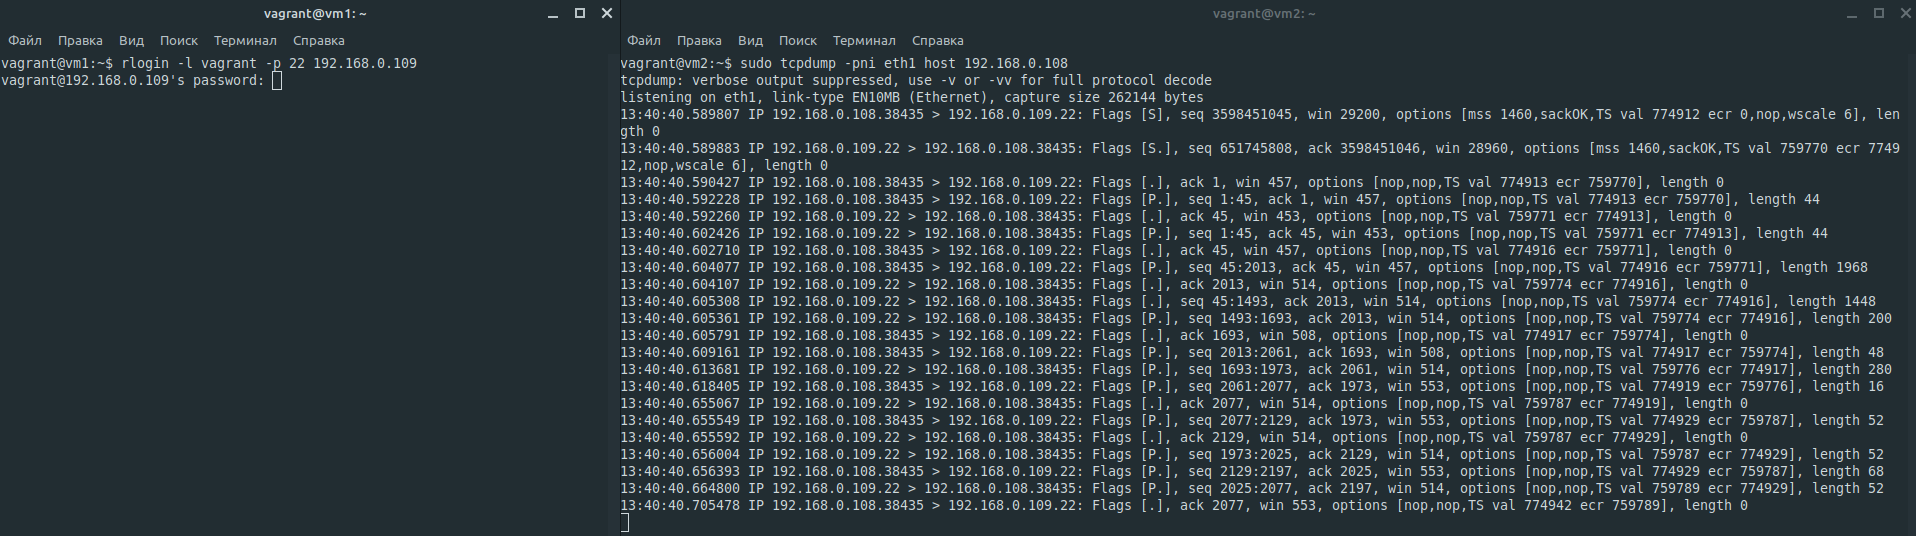 vagrant@vm1: ~
Файл Правка Вид Поиск Терминал Справка
vagrant@vm1:~$ rlogin -l vagrant -p 22 192.168.0.109
vagrant@192.168.0.109's password:
vagrant@vm2: ~
Файл Правка Вид Поиск Терминал Справка
vagrant@vm2:~$ sudo tcpdump -pni eth1 host 192.168.0.108
tcpdump: verbose output suppressed, use -v or -vv for full protocol decode
listening on eth1, link-type EN10MB (Ethernet), capture size 262144 bytes
13:40:40.589807 IP 192.168.0.108.38435 > 192.168.0.109.22: Flags [S], seq 3598451045, win 29200, options [mss 1460,sackOK,TS val 774912 ecr 0,nop,wscale 6], len
gth 0
13:40:40.589883 IP 192.168.0.109.22 > 192.168.0.108.38435: Flags [S.], seq 651745808, ack 3598451046, win 28960, options [mss 1460,sackOK,TS val 759770 ecr 7749
12,nop,wscale 6], length 0
13:40:40.590427 IP 192.168.0.108.38435 > 192.168.0.109.22: Flags [.], ack 1, win 457, options [nop,nop,TS val 774913 ecr 759770], length 0
13:40:40.592228 IP 192.168.0.108.38435 > 192.168.0.109.22: Flags [P.], seq 1:45, ack 1, win 457, options [nop,nop,TS val 774913 ecr 759770], length 44
13:40:40.592260 IP 192.168.0.109.22 > 192.168.0.108.38435: Flags [.], ack 45, win 453, options [nop,nop,TS val 759771 ecr 774913], length 0
13:40:40.602426 IP 192.168.0.109.22 > 192.168.0.108.38435: Flags [P.], seq 1:45, ack 45, win 453, options [nop,nop,TS val 759771 ecr 774913], length 44
13:40:40.602710 IP 192.168.0.108.38435 > 192.168.0.109.22: Flags [.], ack 45, win 457, options [nop,nop,TS val 774916 ecr 759771], length 0
13:40:40.604077 IP 192.168.0.108.38435 > 192.168.0.109.22: Flags [P.], seq 45:2013, ack 45, win 457, options [nop,nop,TS val 774916 ecr 759771], length 1968
13:40:40.604107 IP 192.168.0.109.22 > 192.168.0.108.38435: Flags [.], ack 2013, win 514, options [nop,nop,TS val 759774 ecr 774916], length 0
13:40:40.605308 IP 192.168.0.109.22 > 192.168.0.108.38435: Flags [.], seq 45:1493, ack 2013, win 514, options [nop,nop,TS val 759774 ecr 774916], length 1448
13:40:40.605361 IP 192.168.0.109.22 > 192.168.0.108.38435: Flags [P.], seq 1493:1693, ack 2013, win 514, options [nop,nop,TS val 759774 ecr 774916], length 200
13:40:40.605791 IP 192.168.0.108.38435 > 192.168.0.109.22: Flags [.], ack 1693, win 508, options [nop,nop,TS val 774917 ecr 759774], length 0
13:40:40.609161 IP 192.168.0.108.38435 > 192.168.0.109.22: Flags [P.], seq 2013:2061, ack 1693, win 508, options [nop,nop,TS val 774917 ecr 759774], length 48
13:40:40.613681 IP 192.168.0.109.22 > 192.168.0.108.38435: Flags [P.], seq 1693:1973, ack 2061, win 514, options [nop,nop,TS val 759776 ecr 774917], length 280
13:40:40.618405 IP 192.168.0.108.38435 > 192.168.0.109.22: Flags [P.], seq 2061:2077, ack 1973, win 553, options [nop,nop,TS val 774919 ecr 759776], length 16
13:40:40.655067 IP 192.168.0.109.22 > 192.168.0.108.38435: Flags [.], ack 2077, win 514, options [nop,nop,TS val 759787 ecr 774919], length 0
13:40:40.655549 IP 192.168.0.108.38435 > 192.168.0.109.22: Flags [P.], seq 2077:2129, ack 1973, win 553, options [nop,nop,TS val 774929 ecr 759787], length 52
13:40:40.655592 IP 192.168.0.109.22 > 192.168.0.108.38435: Flags [.], ack 2129, win 514, options [nop,nop,TS val 759787 ecr 774929], length 0
13:40:40.656004 IP 192.168.0.109.22 > 192.168.0.108.38435: Flags [P.], seq 1973:2025, ack 2129, win 514, options [nop,nop,TS val 759787 ecr 774929], length 52
13:40:40.656393 IP 192.168.0.108.38435 > 192.168.0.109.22: Flags [P.], seq 2129:2197, ack 2025, win 553, options [nop,nop,TS val 774929 ecr 759787], length 68
13:40:40.664800 IP 192.168.0.109.22 > 192.168.0.108.38435: Flags [P.], seq 2025:2077, ack 2197, win 514, options [nop,nop,TS val 759789 ecr 774929], length 52
13:40:40.705478 IP 192.168.0.108.38435 > 192.168.0.109.22: Flags [.], ack 2077, win 553, options [nop,nop,TS val 774942 ecr 759789], length 0